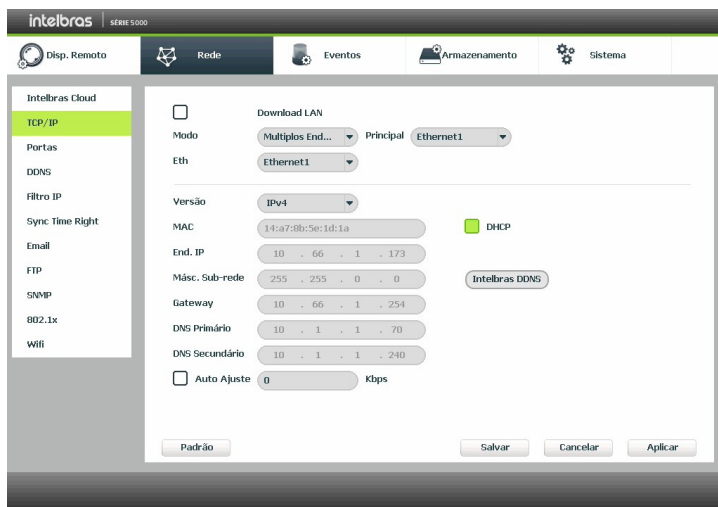 intelbras SÉRIE 5000
Disp. Remoto Rede Eventos Armazenamento Sistema
Intelbras Cloud
TCP/IP
Portas
DDNS
Filtro IP
Sync Time Right
Email
FTP
SNMP
802.1x
Wifi
Download LAN
Modo Multiplos End... Principal Ethernet1
Eth Ethernet1
Versão IPv4
MAC 14:a7:8b:5e:1d:1a DHCP
End. IP 10 . 66 . 1 . 173
Másc. Sub-rede 255 . 255 . 0 . 0 Intelbras DDNS
Gateway 10 . 66 . 1 . 254
DNS Primário 10 . 1 . 1 . 70
DNS Secundário 10 . 1 . 1 . 240
Auto Ajuste 0 Kbps
Padrão Salvar Cancelar Aplicar